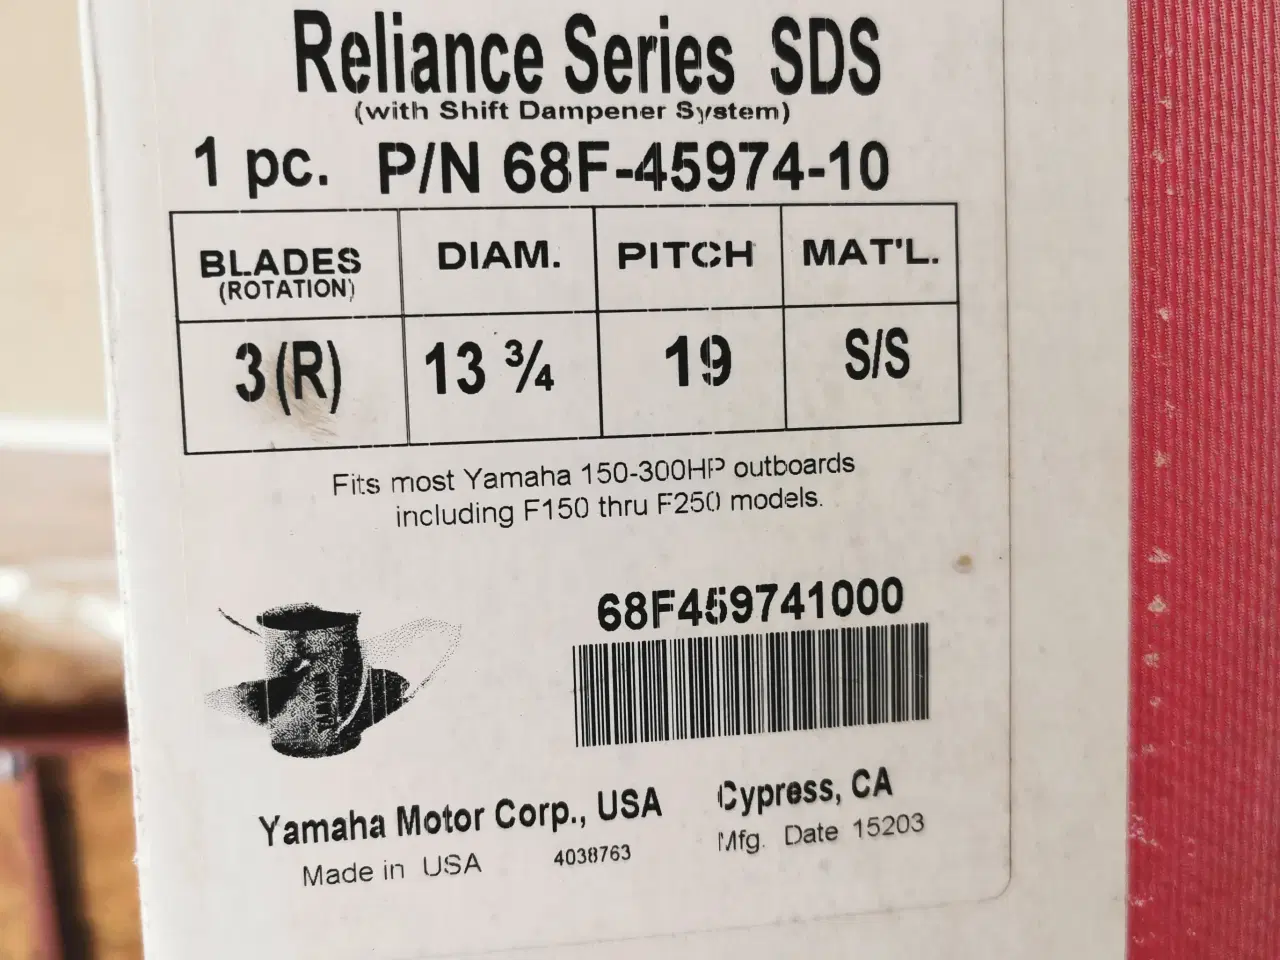 Reliance Series SDS
(with Shift Dampener System)
1 pc. P/N 68F-45974-10
BLADES DIAM. PITCH MAT'L.
(ROTATION)
3 (R) 13 ¾ 19 S/S
Fits most Yamaha 150-300HP outboards
including F150 thru F250 models.
68F459741000
Yamaha Motor Corp., USA Cypress, CA
Made in USA 4038763 Mfg. Date 15203